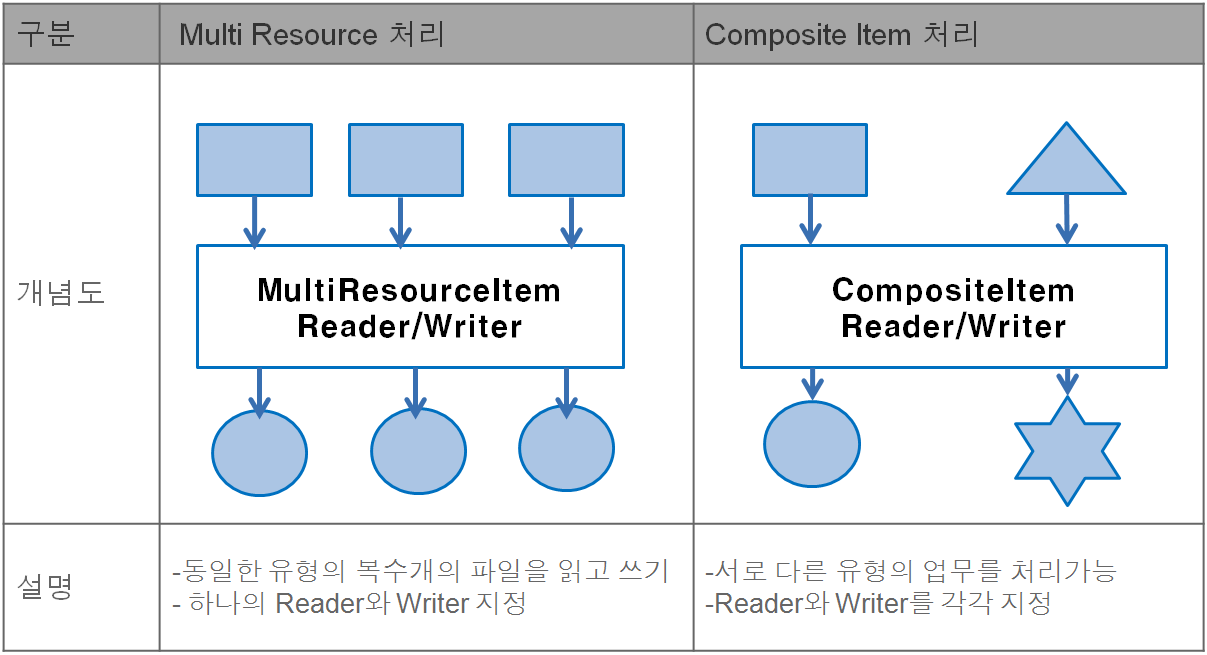 구분
Multi Resource 처리
Composite Item 처리
개념도
MultiResourceItem
Reader/Writer
CompositeItem
Reader/Writer
설명
-동일한 유형의 복수개의 파일을 읽고 쓰기
- 하나의 Reader와 Writer 지정
-서로 다른 유형의 업무를 처리가능
-Reader와 Writer를 각각 지정